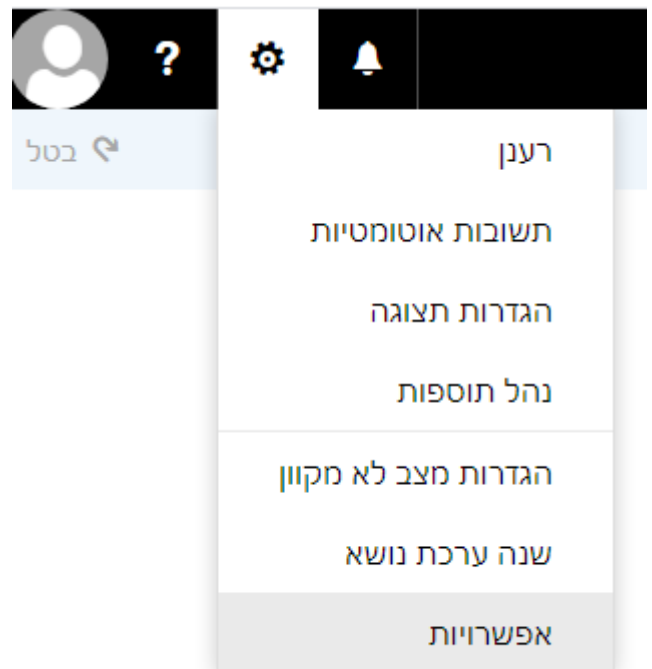 ?
בטל
רענן
תשובות אוטומטיות
הגדרות תצוגה
נהל תוספות
הגדרות מצב לא מקוון
שנה ערכת נושא
אפשרויות